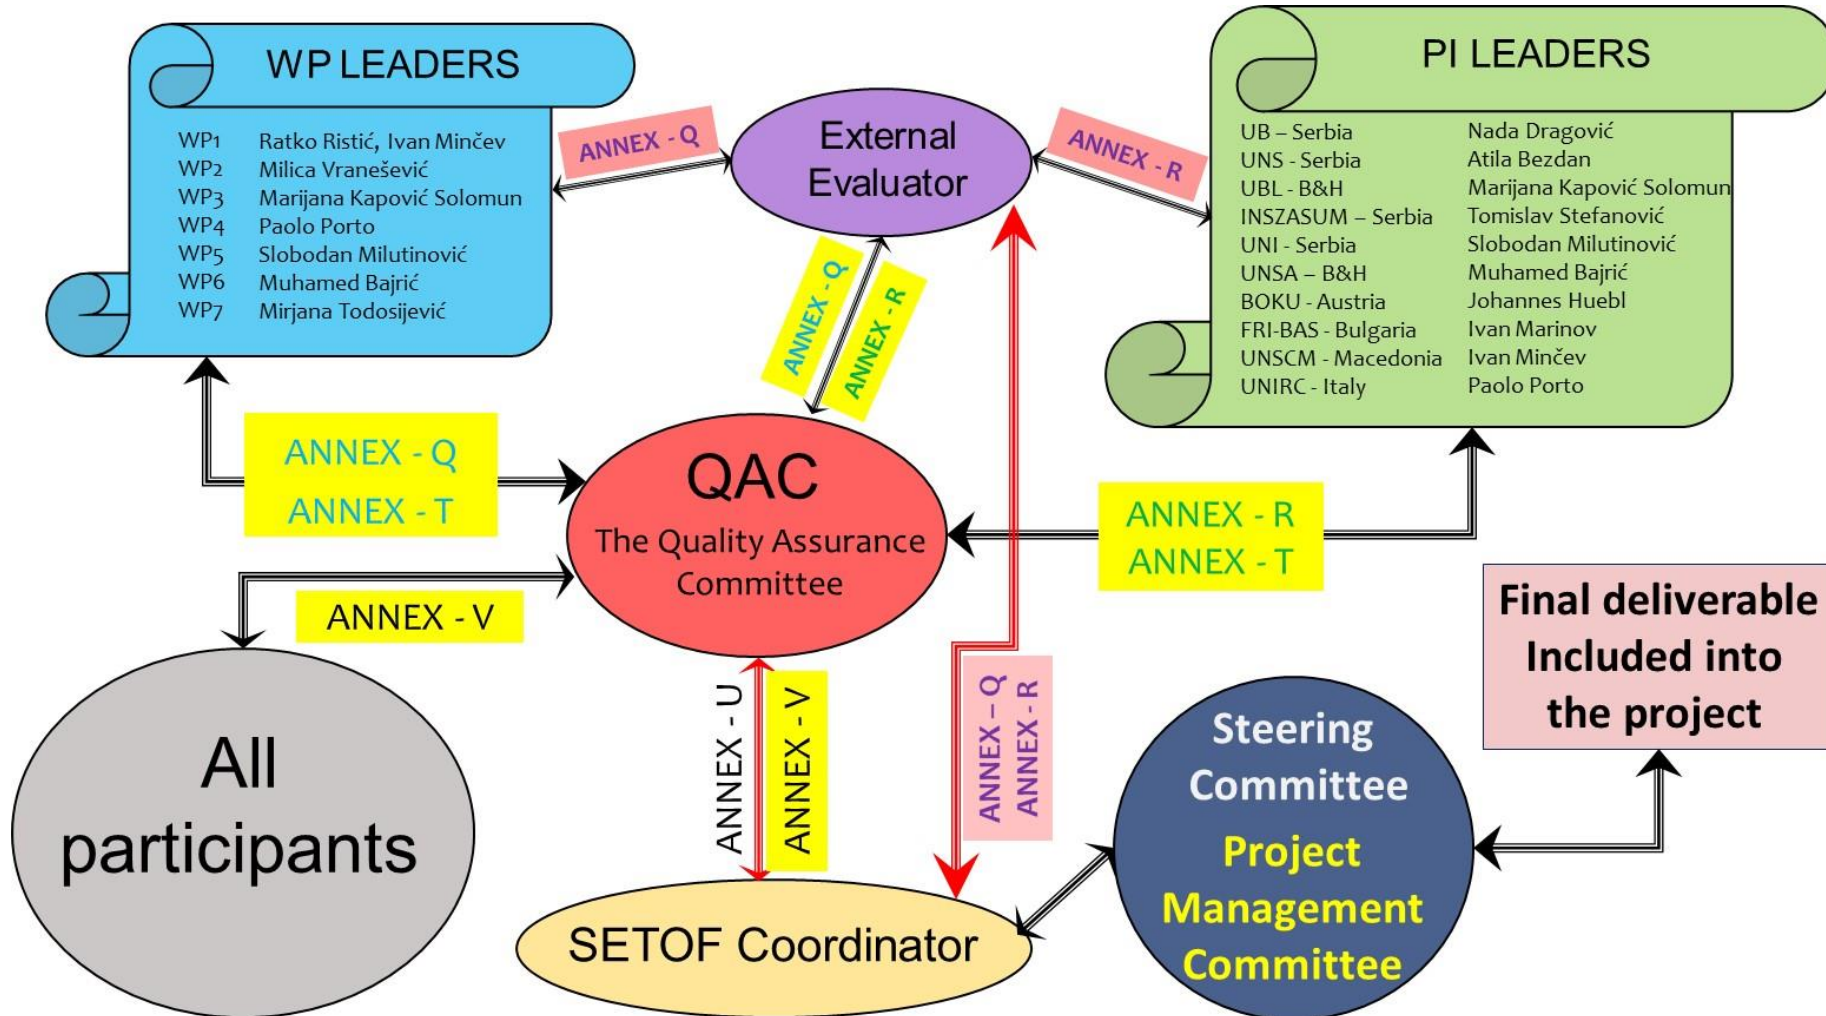 WP LEADERS
WP1 Ratko Ristić, Ivan Minčev
WP2 Milica Vranešević
WP3 Marijana Kapović Solomun
WP4 Paolo Porto
WP5 Slobodan Milutinović
WP6 Muhamed Bajrić
WP7 Mirjana Todosijević
ANNEX - Q
External
Evaluator
ANNEX - R
PI LEADERS
UB – Serbia Nada Dragović
UNS - Serbia Atila Bezdan
UBL - B&H Marijana Kapović Solomun
INSZASUM – Serbia Tomislav Stefanović
UNI - Serbia Slobodan Milutinović
UNSA – B&H Muhamed Bajrić
BOKU - Austria Johannes Huebl
FRI-BAS - Bulgaria Ivan Marinov
UNSCM - Macedonia Ivan Minčev
UNIRC - Italy Paolo Porto
ANNEX - Q
ANNEX - R
ANNEX - Q
ANNEX - T
QAC
The Quality Assurance
Committee
ANNEX - R
ANNEX - T
ANNEX - V
All
participants
ANNEX - U
ANNEX - V
ANNEX – Q
ANNEX - R
SETOF Coordinator
Steering
Committee
Project
Management
Committee
Final deliverable
Included into
the project